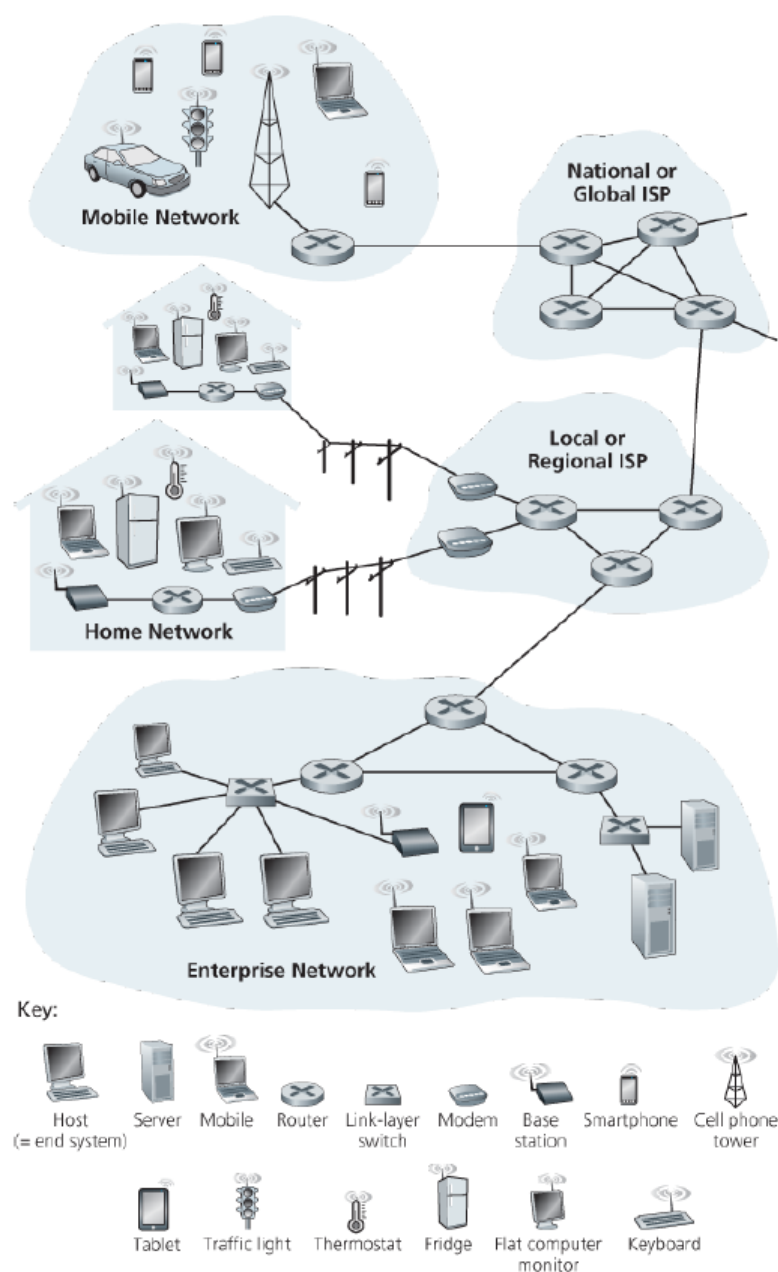 Mobile Network
National or
Global ISP
Local or
Regional ISP
Home Network
Enterprise Network
Key:
Host
(= end system)
Server
Mobile
Router
Link-layer
switch
Modem
Base
station
Smartphone
Cell phone
tower
Tablet
Traffic light
Thermostat
Fridge
Flat computer
monitor
Keyboard